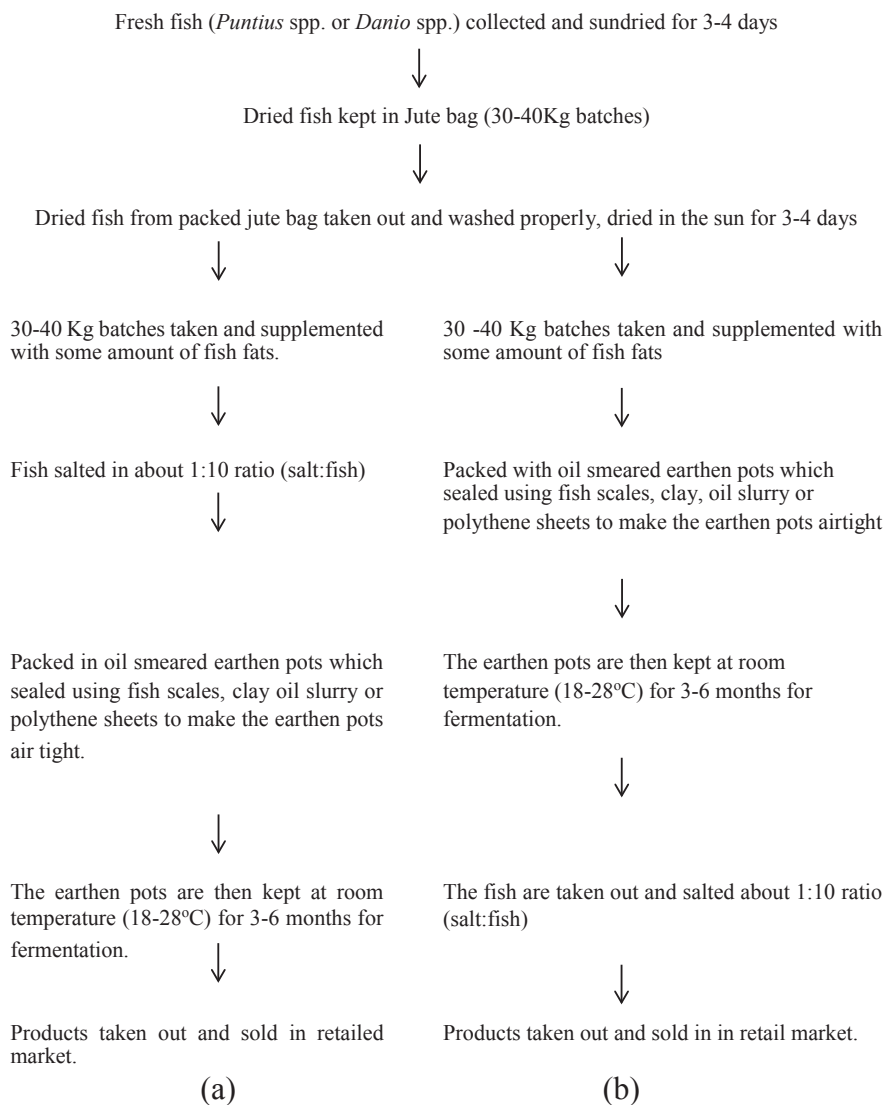 Fresh fish (Puntius spp. or Danio spp.) collected and sundried for 3-4 days
Dried fish kept in Jute bag (30-40Kg batches)
Dried fish from packed jute bag taken out and washed properly, dried in the sun for 3-4 days
30-40 Kg batches taken and supplemented
with some amount of fish fats.
Fish salted in about 1:10 ratio (salt:fish)
Packed in oil smeared earthen pots which
sealed using fish scales, clay oil slurry or
polythene sheets to make the earthen pots
air tight.
The earthen pots are then kept at room
temperature (18-28ºC) for 3-6 months for
fermentation.
Products taken out and sold in retailed
market.
(a)
30 -40 Kg batches taken and supplemented with
some amount of fish fats
Packed with oil smeared earthen pots which
sealed using fish scales, clay, oil slurry or
polythene sheets to make the earthen pots airtight
The earthen pots are then kept at room
temperature (18-28ºC) for 3-6 months for
fermentation.
The fish are taken out and salted about 1:10 ratio
(salt:fish)
Products taken out and sold in in retail market.
(b)